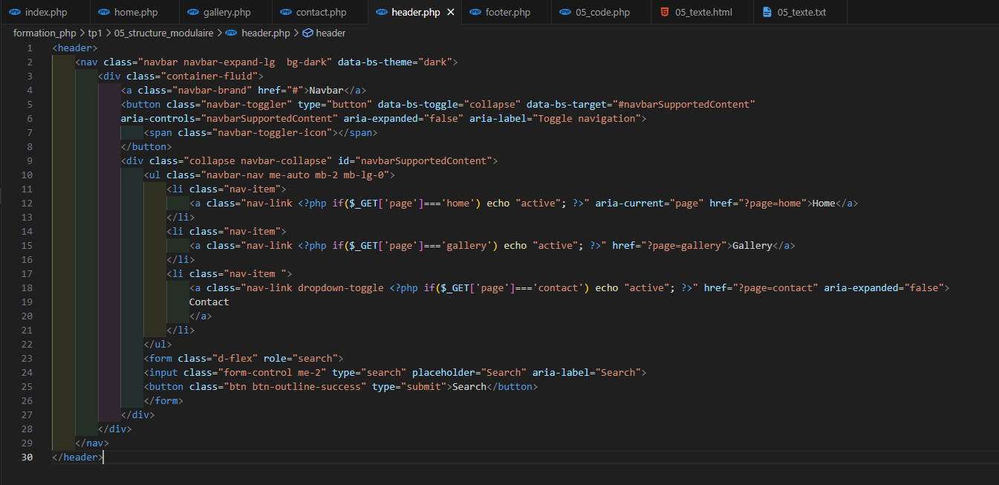 index.php home.php gallery.php contact.php header.php footer.php 05_code.php 05_texte.html 05_texte.txt
formation_php > tp1 > 05_structure_modulaire > header.php > header
1 <header>
2 <nav class="navbar navbar-expand-lg  bg-dark" data-bs-theme="dark">
3 <div class="container-fluid">
4 <a class="navbar-brand" href="#">Navbar</a>
5 <button class="navbar-toggler" type="button" data-bs-toggle="collapse" data-bs-target="#navbarSupportedContent"
6 aria-controls="navbarSupportedContent" aria-expanded="false" aria-label="Toggle navigation">
7 <span class="navbar-toggler-icon"></span>
8 </button>
9 <div class="collapse navbar-collapse" id="navbarSupportedContent">
10 <ul class="navbar-nav me-auto mb-2 mb-lg-0">
11 <li class="nav-item">
12 <a class="nav-link <?php if($_GET['page']==='home') echo "active"; ?>" aria-current="page" href="?page=home">Home</a>
13 </li>
14 <li class="nav-item">
15 <a class="nav-link <?php if($_GET['page']==='gallery') echo "active"; ?>" href="?page=gallery">Gallery</a>
16 </li>
17 <li class="nav-item ">
18 <a class="nav-link dropdown-toggle <?php if($_GET['page']==='contact') echo "active"; ?>" href="?page=contact" aria-expanded="false">
19 Contact
20 </a>
21 </li>
22 </ul>
23 <form class="d-flex" role="search">
24 <input class="form-control me-2" type="search" placeholder="Search" aria-label="Search">
25 <button class="btn btn-outline-success" type="submit">Search</button>
26 </form>
27 </div>
28 </div>
29 </nav>
30 </header>